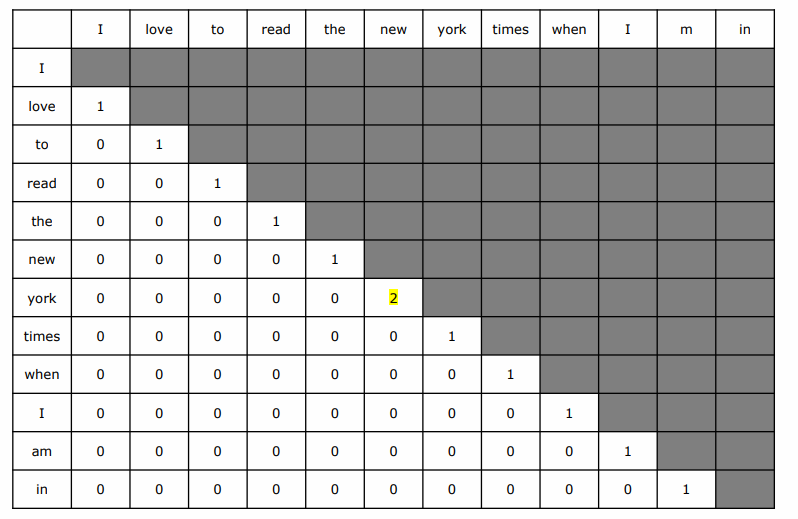 I love to read the new york times when I m in
I
love 1
to 0 1
read 0 0 1
the 0 0 0 1
new 0 0 0 0 1
york 0 0 0 0 0 2
times 0 0 0 0 0 0 1
when 0 0 0 0 0 0 0 1
I 0 0 0 0 0 0 0 0 1
am 0 0 0 0 0 0 0 0 0 1
in 0 0 0 0 0 0 0 0 0 0 1